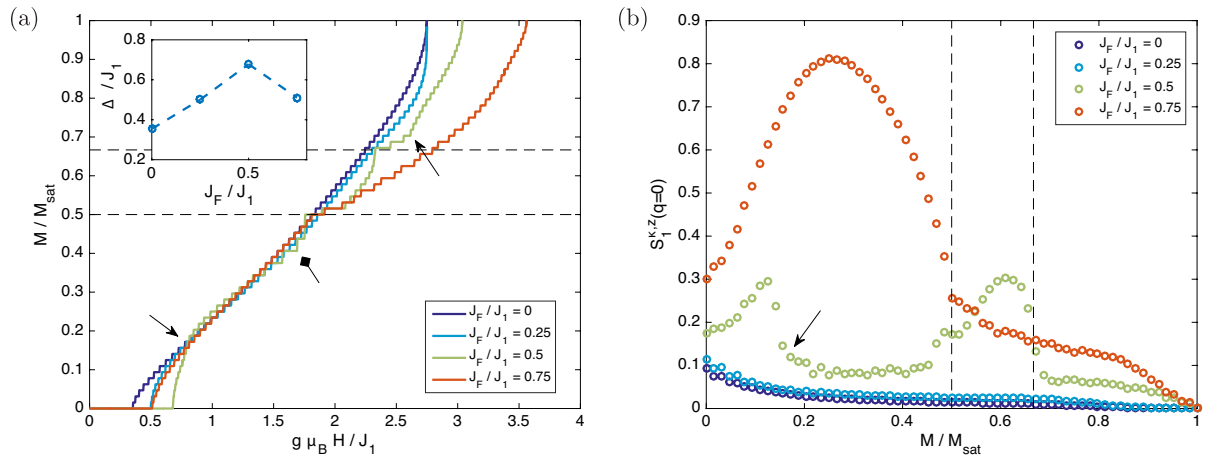 (a)
M / M_sat
1
0.9
0.8
0.7
0.6
0.5
0.4
0.3
0.2
0.1
0
0 0.5 1 1.5 2 2.5 3 3.5 4
g μ_B H / J_1
Δ / J_1
0.8
0.6
0.4
0.2
0 0.5
J_F / J_1
J_F / J_1 = 0
J_F / J_1 = 0.25
J_F / J_1 = 0.5
J_F / J_1 = 0.75
(b)
S_1^{κ,z}(q=0)
0.9
0.8
0.7
0.6
0.5
0.4
0.3
0.2
0.1
0
0 0.2 0.4 0.6 0.8 1
M / M_sat
J_F / J_1 = 0
J_F / J_1 = 0.25
J_F / J_1 = 0.5
J_F / J_1 = 0.75